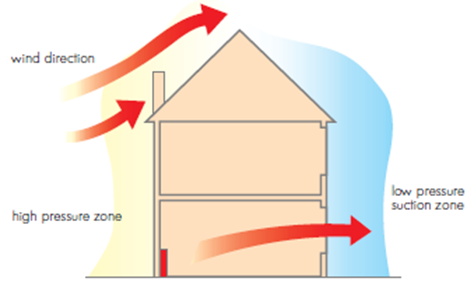 wind direction
high pressure zone
low pressure
suction zone